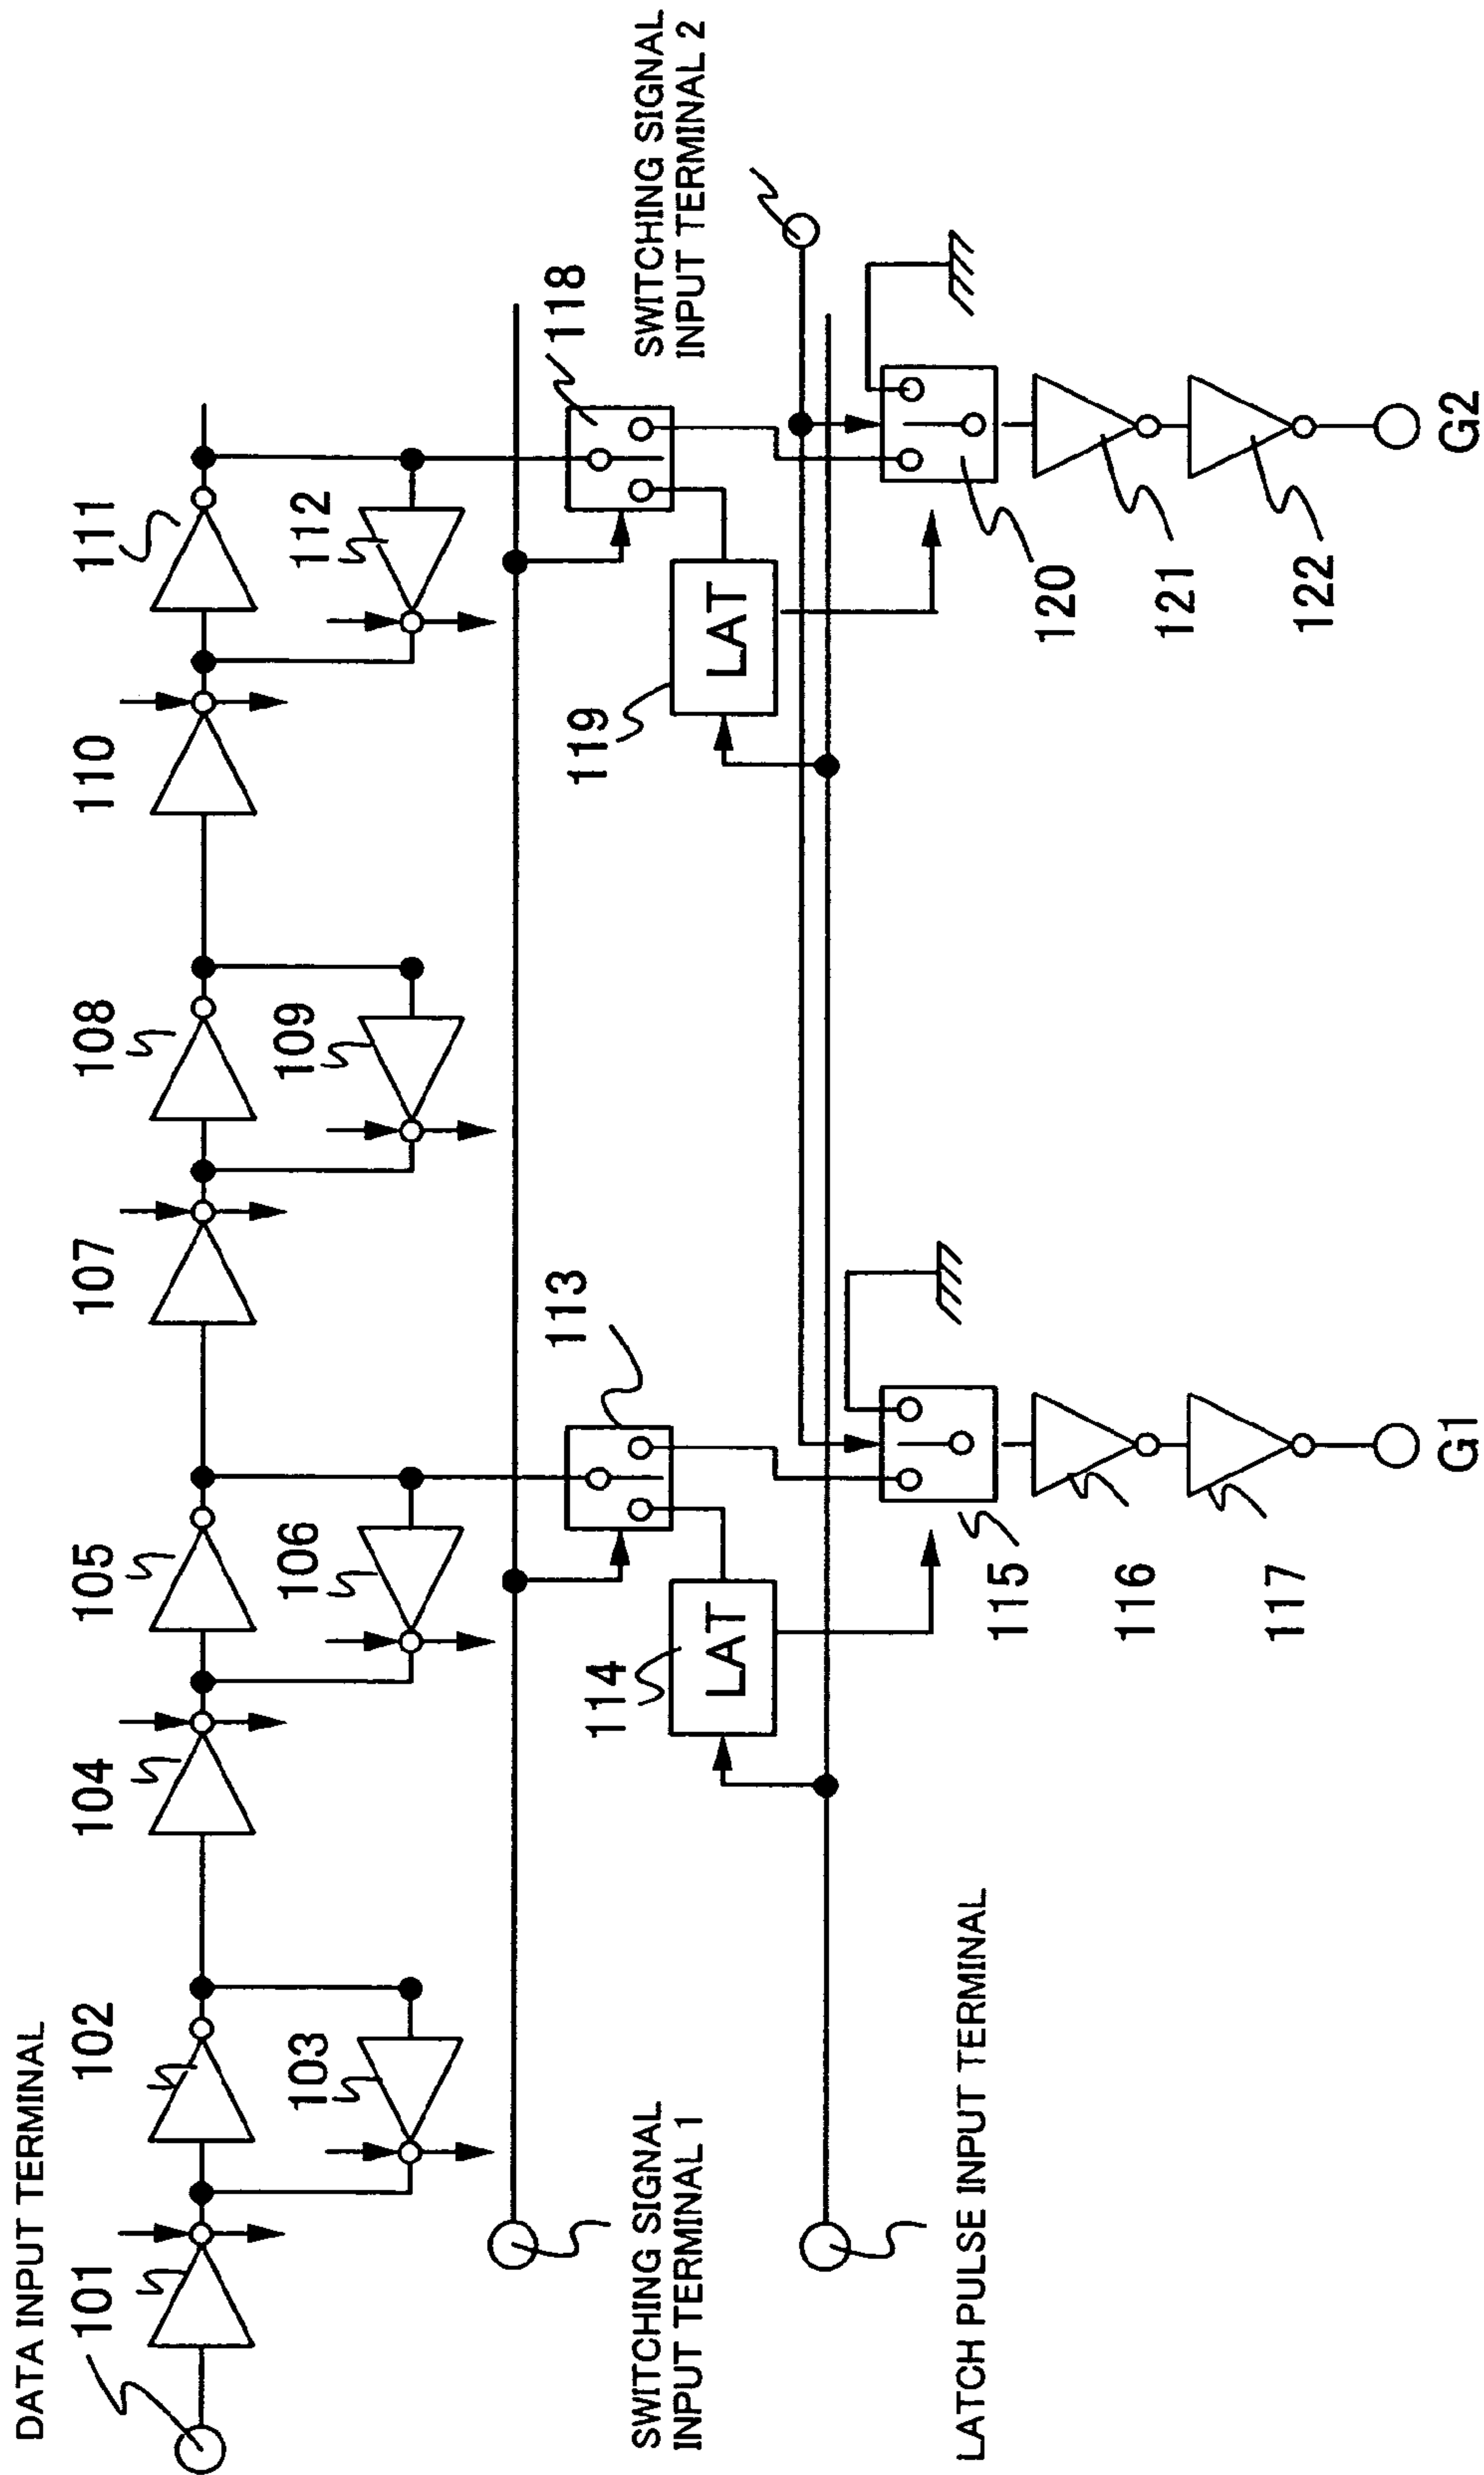 DATA INPUT TERMINAL
101
102
103
104
105
106
107
108
109
110
111
112
SWITCHING SIGNAL
INPUT TERMINAL 1
113
118
114
LAT
119
LAT
SWITCHING SIGNAL
INPUT TERMINAL 2
LATCH PULSE INPUT TERMINAL
115
116
117
120
121
122
G1
G2